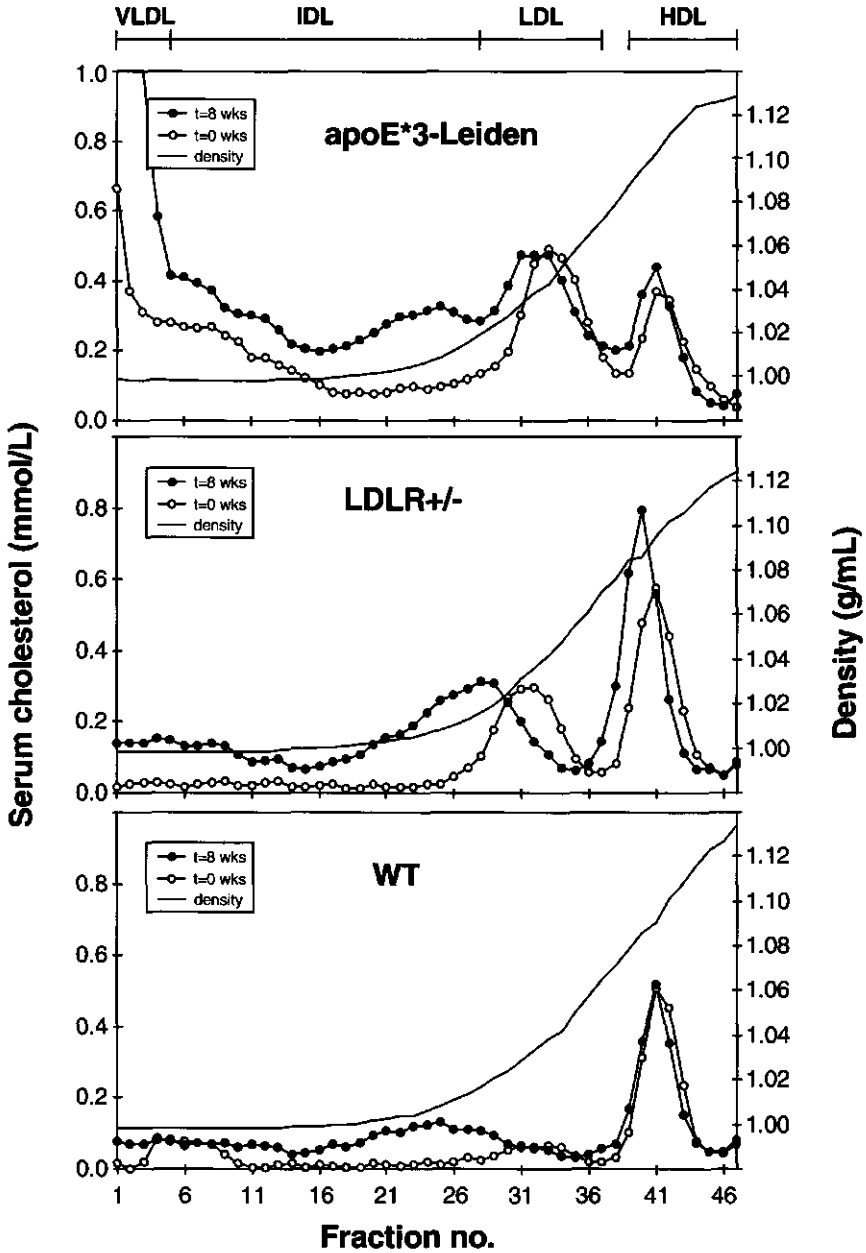 VLDL IDL LDL HDL
apoE*3-Leiden
t=8 wks
t=0 wks
density
1.0
0.8
0.6
0.4
0.2
0.0
1.12
1.10
1.08
1.06
1.04
1.02
1.00
LDLR+/-
t=8 wks
t=0 wks
density
0.8
0.6
0.4
0.2
0.0
1.12
1.10
1.08
1.06
1.04
1.02
1.00
WT
t=8 wks
t=0 wks
density
0.8
0.6
0.4
0.2
0.0
1.12
1.10
1.08
1.06
1.04
1.02
1.00
1 6 11 16 21 26 31 36 41 46
Fraction no.
Serum cholesterol (mmol/L)
Density (g/mL)